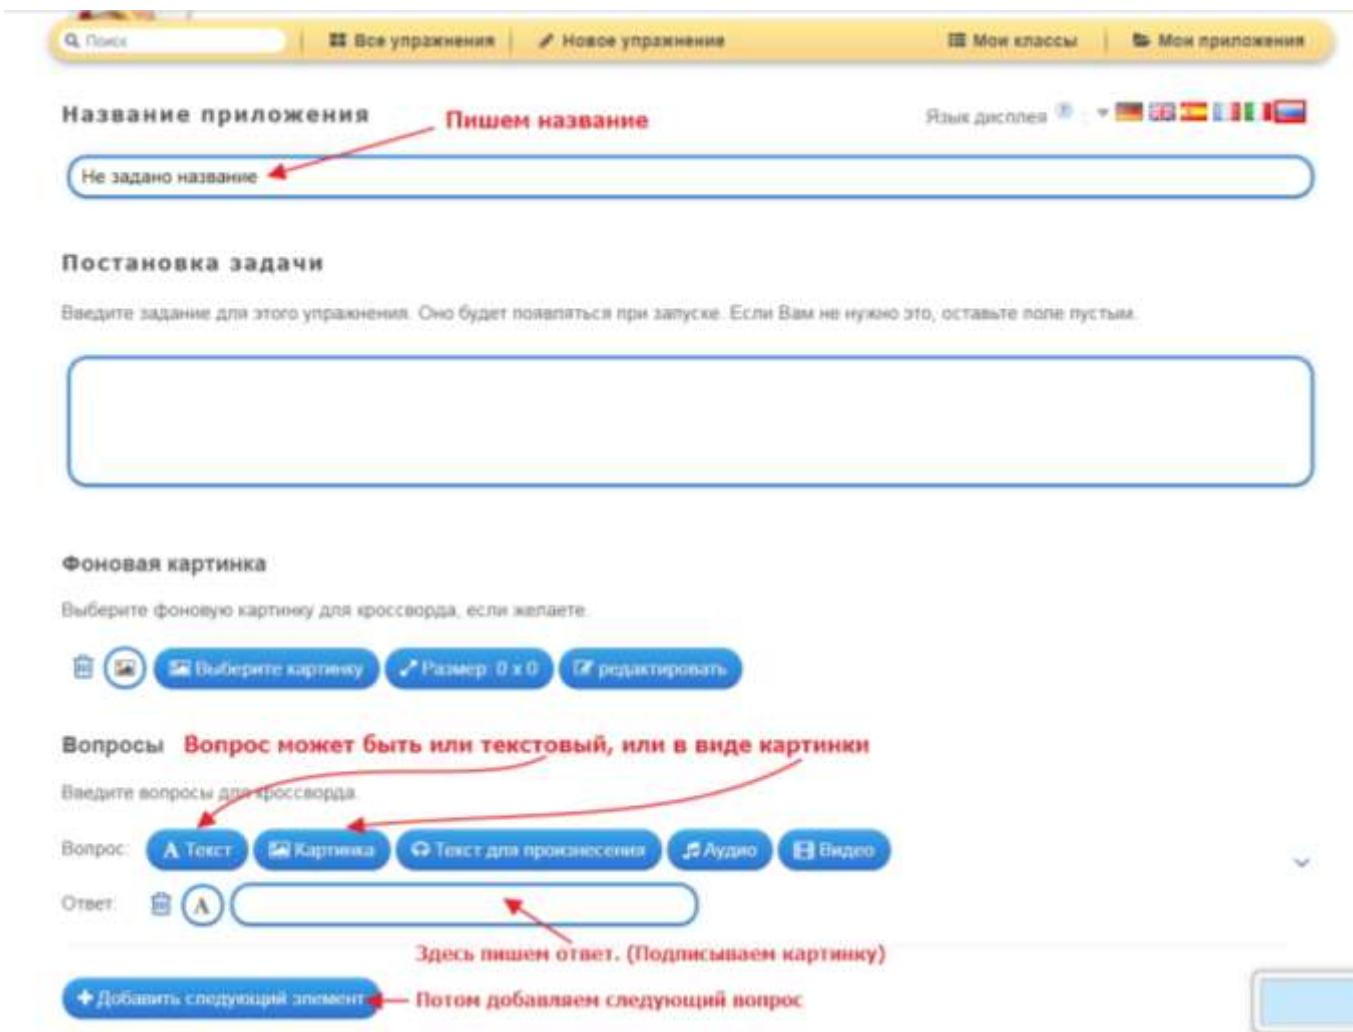 Поиск
Все упражнения
Новое упражнение
Мои классы
Мои приложения
Название приложения
Пишем название
Язык дисплея ? :
Не задано название
Постановка задачи
Введите задание для этого упражнения. Оно будет появляться при запуске. Если Вам не нужно это, оставьте поле пустым.
Фоновая картинка
Выберите фоновую картинку для кроссворда, если желаете.
Выберите картинку
Размер: 0 x 0
редактировать
Вопросы Вопрос может быть или текстовый, или в виде картинки
Введите вопросы для кроссворда.
Вопрос: A Текст Картинка Текст для произнесения Аудио Видео
Ответ: A
Здесь пишем ответ. (Подписываем картинку)
+ Добавить следующий элемент
Потом добавляем следующий вопрос